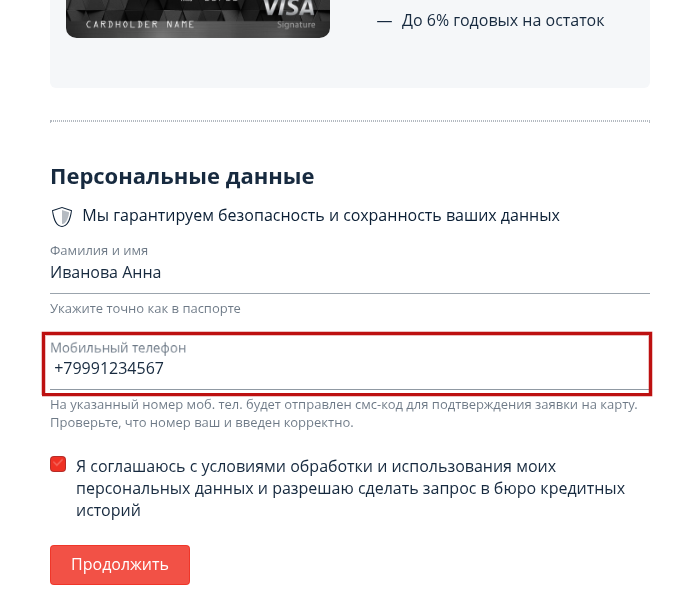 VISA
CARDHOLDER NAME
Signature
— До 6% годовых на остаток
Персональные данные
Мы гарантируем безопасность и сохранность ваших данных
Фамилия и имя
Иванова Анна
Укажите точно как в паспорте
Мобильный телефон
+79991234567
На указанный номер моб. тел. будет отправлен смс-код для подтверждения заявки на карту.
Проверьте, что номер ваш и введен корректно.
Я соглашаюсь с условиями обработки и использования моих
персональных данных и разрешаю сделать запрос в бюро кредитных
историй
Продолжить